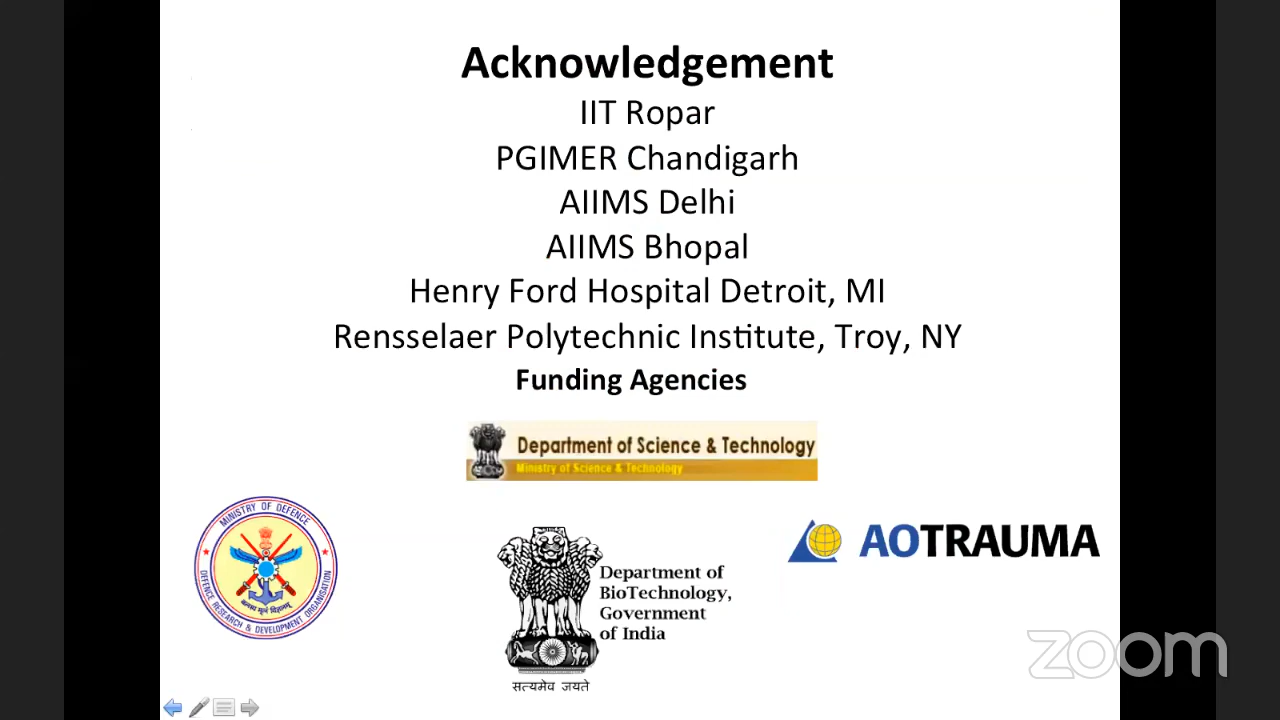 Acknowledgement
IIT Ropar
PGIMER Chandigarh
AIIMS Delhi
AIIMS Bhopal
Henry Ford Hospital Detroit, MI
Rensselaer Polytechnic Institute, Troy, NY
Funding Agencies
Department of Science & Technology
Ministry of Science & Technology
MINISTRY OF DEFENCE
DEFENCE RESEARCH & DEVELOPMENT ORGANISATION
बलस्य मूलं विज्ञानम्
Department of
BioTechnology,
Government
of India
सत्यमेव जयते
AOTRAUMA
zoom